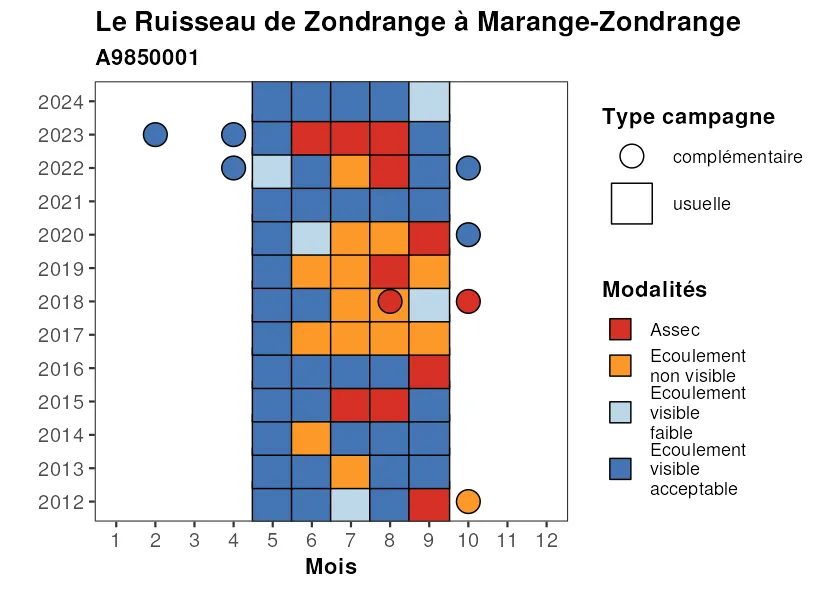 Le Ruisseau de Zondrange à Marange-Zondrange
A9850001
2024
2023
2022
2021
2020
2019
2018
2017
2016
2015
2014
2013
2012
1 2 3 4 5 6 7 8 9 10 11 12
Mois
Type campagne
complémentaire
usuelle
Modalités
Assec
Ecoulement
non visible
Ecoulement
visible
faible
Ecoulement
visible
acceptable